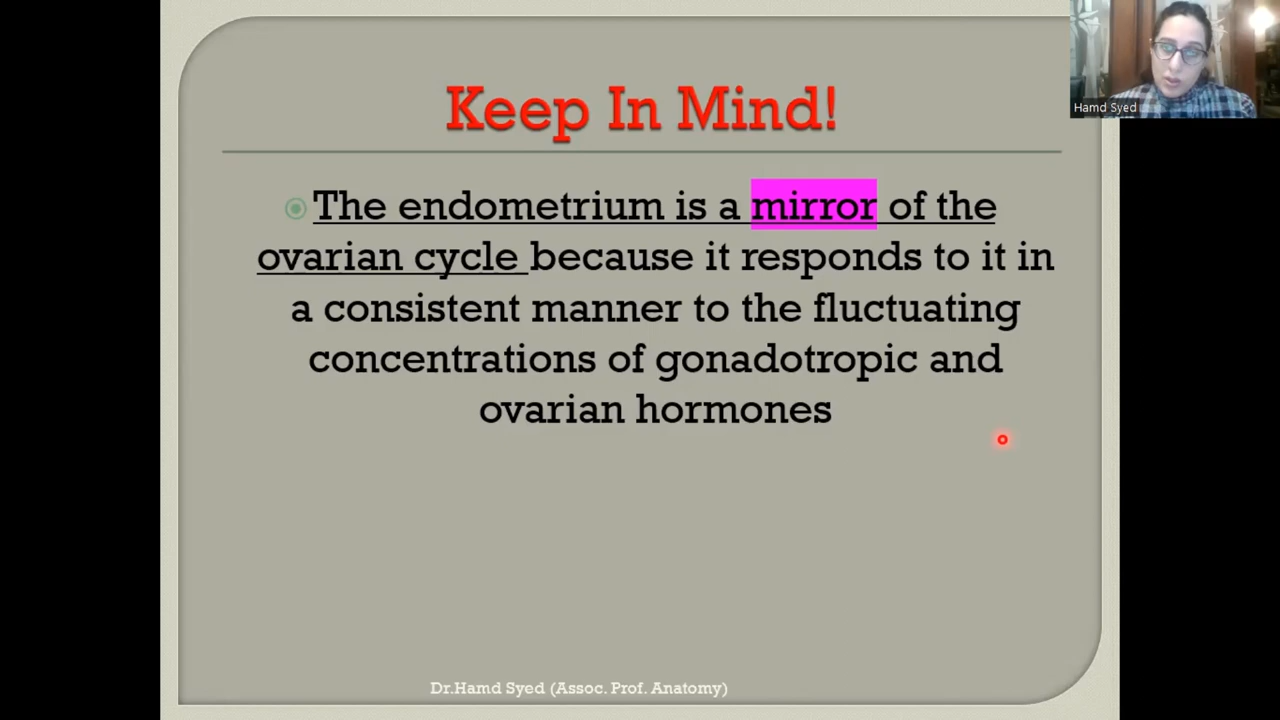 Hamd Syed
Keep In Mind!
The endometrium is a mirror of the
ovarian cycle because it responds to it in
a consistent manner to the fluctuating
concentrations of gonadotropic and
ovarian hormones
Dr.Hamd Syed (Assoc. Prof. Anatomy)